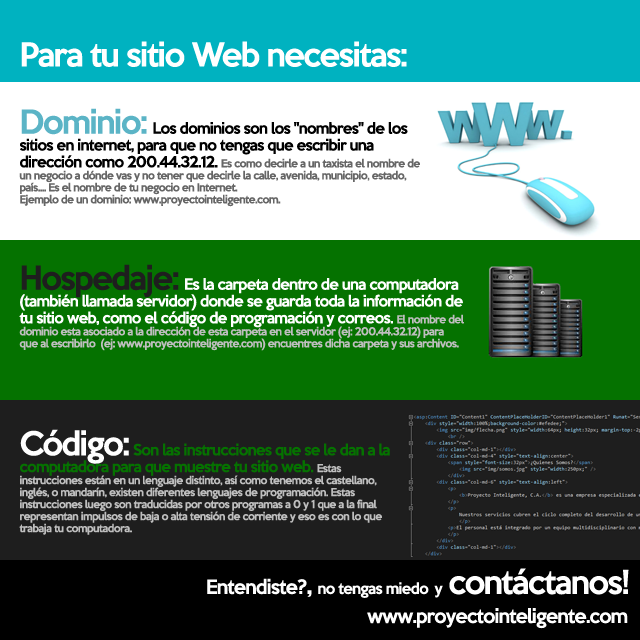 Para tu sitio Web necesitas:
Dominio: Los dominios son los "nombres" de los
sitios en internet, para que no tengas que escribir una
dirección como 200.44.32.12. Es como decirle a un taxista el nombre de
un negocio a dónde vas y no tener que decirle la calle, avenida, municipio, estado,
país.... Es el nombre de tu negocio en Internet.
Ejemplo de un dominio: www.proyectointeligente.com.
www.
Hospedaje: Es la carpeta dentro de una computadora
(también llamada servidor) donde se guarda toda la información de
tu sitio web, como el código de programación y correos. El nombre del
dominio esta asociado a la dirección de esta carpeta en el servidor (ej: 200.44.32.12) para
que al escribirlo (ej: www.proyectointeligente.com) encuentres dicha carpeta y sus archivos.
Código: Son las instrucciones que se le dan a la
computadora para que muestre tu sitio web. Estas
instrucciones están en un lenguaje distinto, así como tenemos el castellano,
inglés, o mandarín, existen diferentes lenguajes de programación. Estas
instrucciones luego son traducidas por otros programas a 0 y 1 que a la final
representan impulsos de baja o alta tensión de corriente y eso es con lo que
trabaja tu computadora.
<asp:Content ID="Content1" ContentPlaceHolderID="ContentPlaceHolder1" Runat="Se
<div style="width:100%;background-color:#efedee;">
<img src="img/flecha.png" style="width:64px; height:32px; margin-top:-2
<br />
<div class="row">
<div class="col-md-1"></div>
<div class="col-md-4" style="text-align:center">
<span style="font-size:32px">¿Quienes Somos?</span>
<img src="img/somos.jpg" style="width:250px;" />
</div>
<div class="col-md-6" style="text-align:left">
<p>
<b>Proyecto Inteligente, C.A.</b> es una empresa especializada e
</p>
<p>
Nuestros servicios cubren el ciclo completo del desarrollo de un
</p>
<p>El personal está integrado por un equipo multidisciplinario con e
</div>
<div class="col-md-1"></div>
</div>
Entendiste?, no tengas miedo y contáctanos!
www.proyectointeligente.com